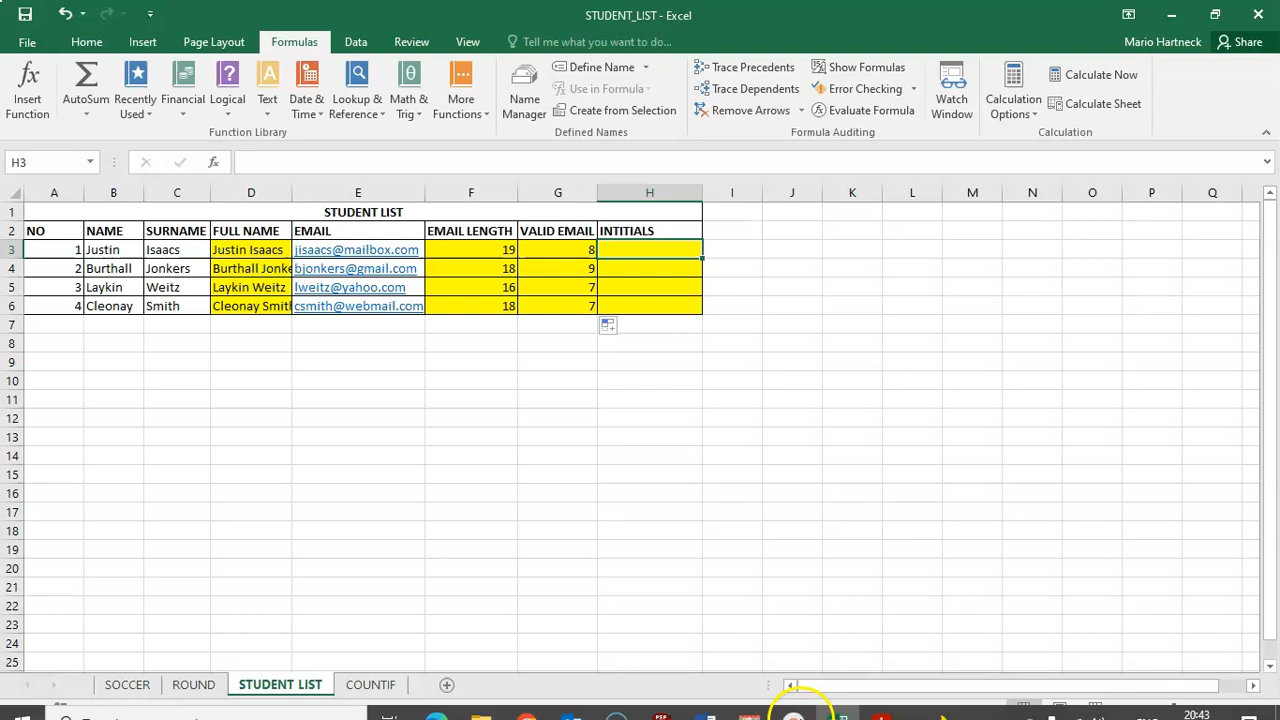 STUDENT_LIST - Excel
File Home Insert Page Layout Formulas Data Review View Tell me what you want to do... Mario Hartneck Share
Insert Function AutoSum Recently Used Financial Logical Text Date & Time Lookup & Reference Math & Trig More Functions Name Manager Define Name Use in Formula Create from Selection Trace Precedents Trace Dependents Remove Arrows Show Formulas Error Checking Evaluate Formula Watch Window Calculation Options Calculate Now Calculate Sheet
Function Library Defined Names Formula Auditing Calculation
H3 fx
A B C D E F G H I J K L M N O P Q
1 STUDENT LIST
2 NO NAME SURNAME FULL NAME EMAIL EMAIL LENGTH VALID EMAIL INTITIALS
3 1 Justin Isaacs Justin Isaacs jisaacs@mailbox.com 19 8
4 2 Burthall Jonkers Burthall Jonke bjonkers@gmail.com 18 9
5 3 Laykin Weitz Laykin Weitz lweitz@yahoo.com 16 7
6 4 Cleonay Smith Cleonay Smith csmith@webmail.com 18 7
7
8
9
10
11
12
13
14
15
16
17
18
19
20
21
22
23
24
25
SOCCER ROUND STUDENT LIST COUNTIF
20:43